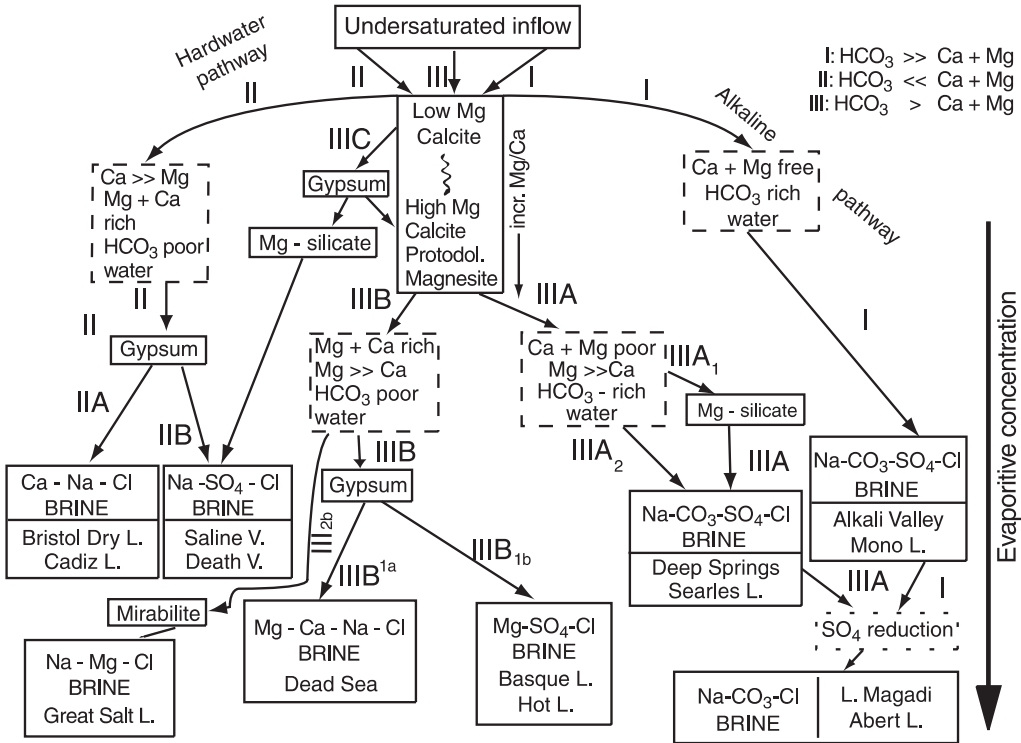 Undersaturated inflow
Hardwater
pathway
II
III
I
I: HCO₃ >> Ca + Mg
II: HCO₃ << Ca + Mg
III: HCO₃ > Ca + Mg
II
I
Alkaline
pathway
Low Mg
Calcite
High Mg
Calcite
Protodol.
Magnesite
incr. Mg/Ca
IIIC
Gypsum
Mg - silicate
Ca >> Mg
Mg + Ca
rich
HCO₃ poor
water
Ca + Mg free
HCO₃ rich
water
II
II
Gypsum
IIIB
IIIA
I
Mg + Ca rich
Mg >> Ca
HCO₃ poor
water
Ca + Mg poor
Mg >>Ca
HCO₃ - rich
water
IIIA₁
Mg - silicate
IIA
IIB
IIIB
Gypsum
IIIA₂
IIIA
Ca - Na - Cl
BRINE
Bristol Dry L.
Cadiz L.
Na -SO₄ - Cl
BRINE
Saline V.
Death V.
Na-CO₃-SO₄-Cl
BRINE
Deep Springs
Searles L.
Na-CO₃-SO₄-Cl
BRINE
Alkali Valley
Mono L.
III2b
IIIB1a
IIIB1b
IIIA
I
Mirabilite
Na - Mg - Cl
BRINE
Great Salt L.
Mg - Ca - Na - Cl
BRINE
Dead Sea
Mg-SO₄-Cl
BRINE
Basque L.
Hot L.
SO₄ reduction
Na-CO₃-Cl
BRINE
L. Magadi
Abert L.
Evaporitive concentration